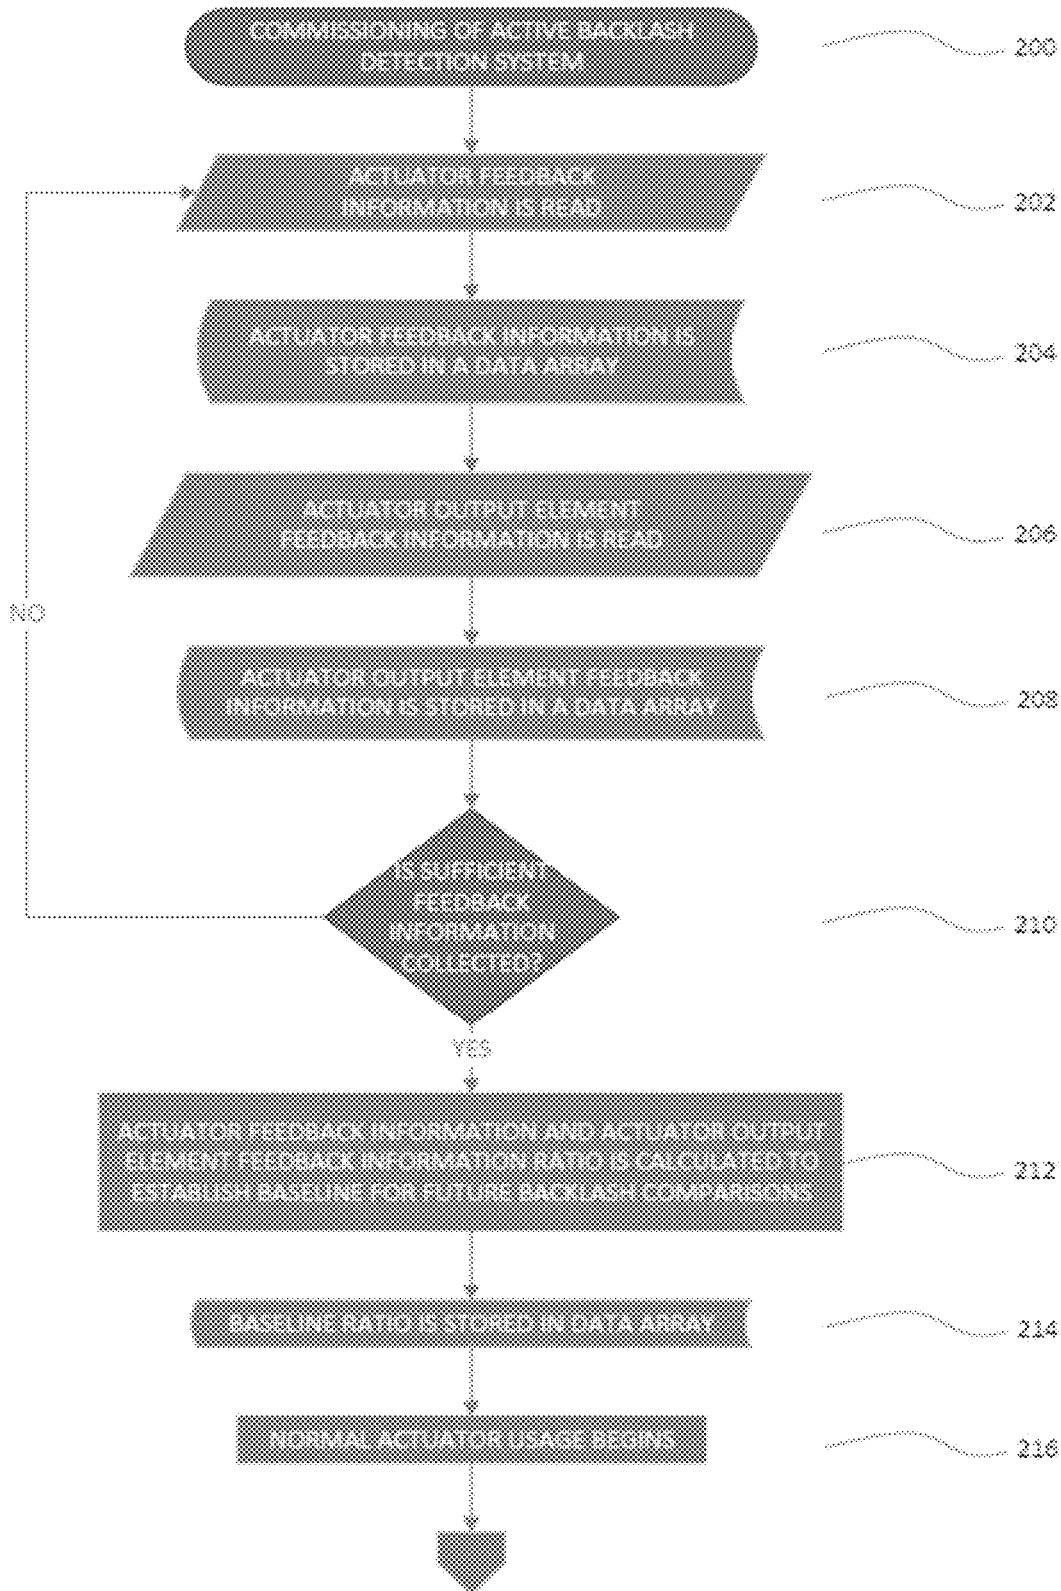 COMMISSIONING OF ACTIVE BACKLASH
DETECTION SYSTEM
200
ACTUATOR FEEDBACK
INFORMATION IS READ
202
ACTUATOR FEEDBACK INFORMATION IS
STORED IN A DATA ARRAY
204
ACTUATOR OUTPUT ELEMENT
FEEDBACK INFORMATION IS READ
206
NO
ACTUATOR OUTPUT ELEMENT FEEDBACK
INFORMATION IS STORED IN A DATA ARRAY
208
IS SUFFICIENT
FEEDBACK
INFORMATION
COLLECTED?
210
YES
ACTUATOR FEEDBACK INFORMATION AND ACTUATOR OUTPUT
ELEMENT FEEDBACK INFORMATION RATIO IS CALCULATED TO
ESTABLISH BASELINE FOR FUTURE BACKLASH COMPARISONS
212
BASELINE RATIO IS STORED IN DATA ARRAY
214
NORMAL ACTUATOR USAGE BEGINS
216